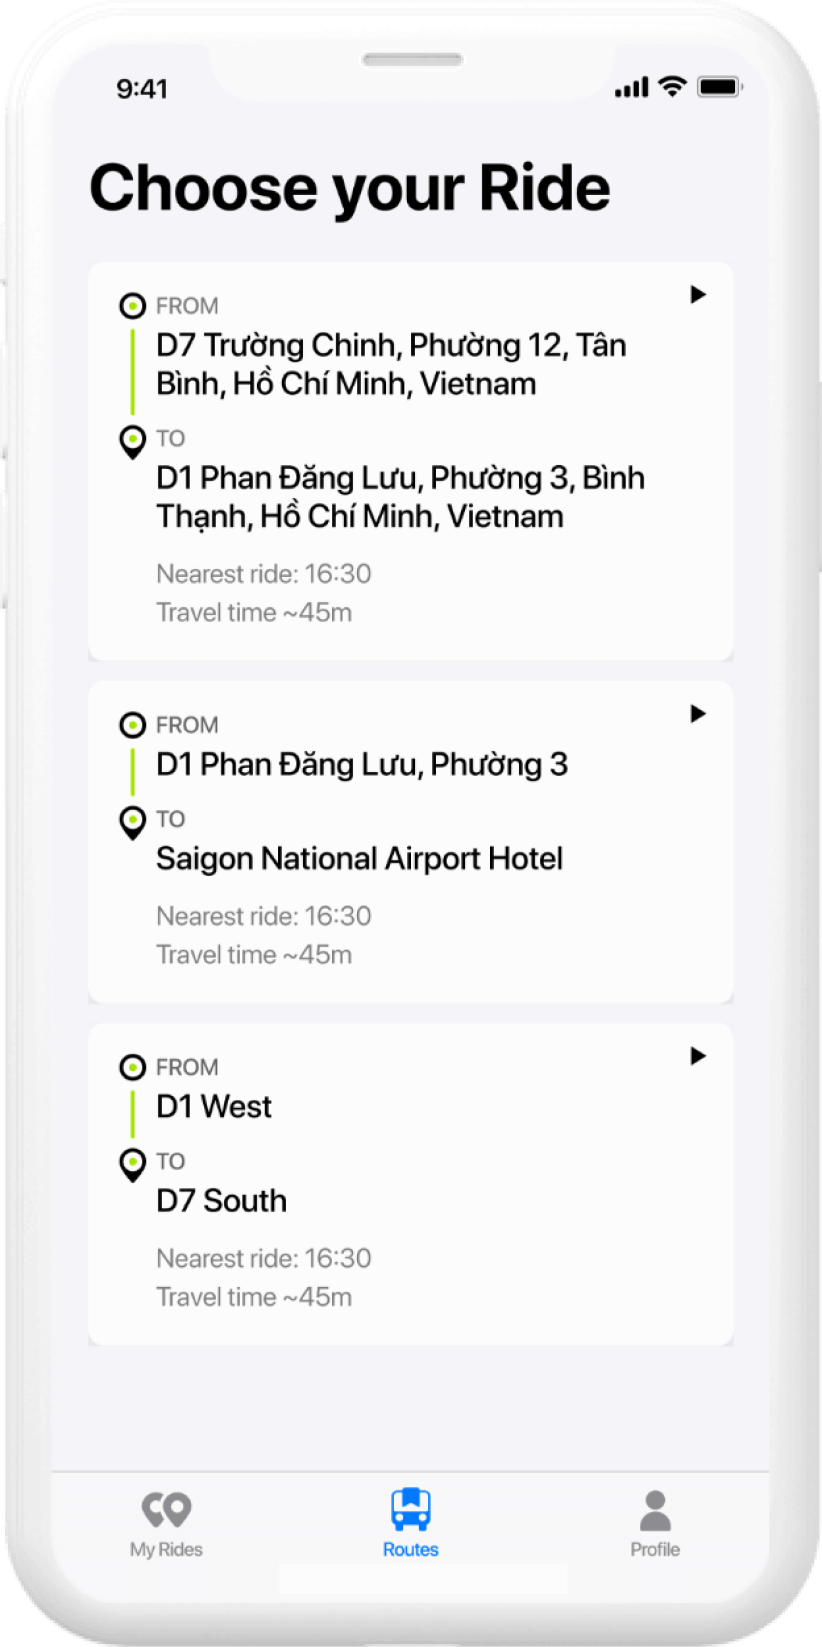 9:41
Choose your Ride
FROM
D7 Trường Chinh, Phường 12, Tân
Bình, Hồ Chí Minh, Vietnam
TO
D1 Phan Đăng Lưu, Phường 3, Bình
Thạnh, Hồ Chí Minh, Vietnam
Nearest ride: 16:30
Travel time ~45m
FROM
D1 Phan Đăng Lưu, Phường 3
TO
Saigon National Airport Hotel
Nearest ride: 16:30
Travel time ~45m
FROM
D1 West
TO
D7 South
Nearest ride: 16:30
Travel time ~45m
My Rides
Routes
Profile